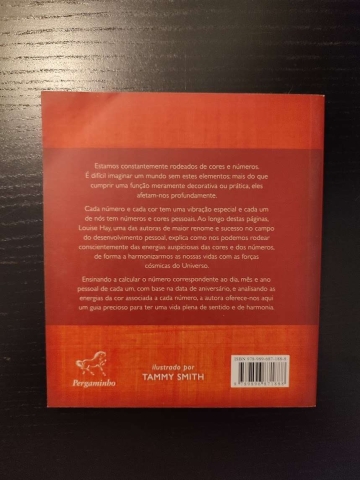 Estamos constantemente rodeados de cores e números.
É difícil imaginar um mundo sem estes elementos; mais do que
cumprir uma função meramente decorativa ou prática, eles
afetam-nos profundamente.
Cada número e cada cor tem uma vibração especial e cada um
de nós tem números e cores pessoais. Ao longo destas páginas,
Louise Hay, uma das autoras de maior renome e sucesso no campo
do desenvolvimento pessoal, explica como nos podemos rodear
conscientemente das energias auspiciosas das cores e dos números,
de forma a harmonizarmos as nossas vidas com as forças
cósmicas do Universo.
Ensinando a calcular o número correspondente ao dia, mês e ano
pessoal de cada um, com base na data de aniversário, e analisando as
energias da cor associada a cada número, a autora oferece-nos aqui
um guia precioso para ter uma vida plena de sentido e de harmonia.
Pergaminho
ilustrado por
TAMMY SMITH